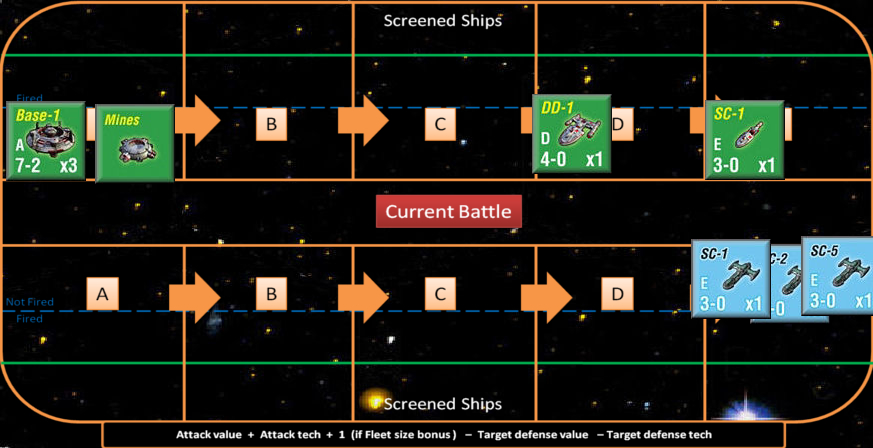 Screened Ships
Fired
Base-1
A
7-2 x3
Mines
B
C
DD-1
D
4-0 x1
D
SC-1
E
3-0 x1
Current Battle
A
B
C
D
SC-1
E
3-0 x1
C-2
-0
SC-5
E
3-0 x1
Not Fired
Fired
Screened Ships
Attack value + Attack tech + 1 (if Fleet size bonus) – Target defense value – Target defense tech